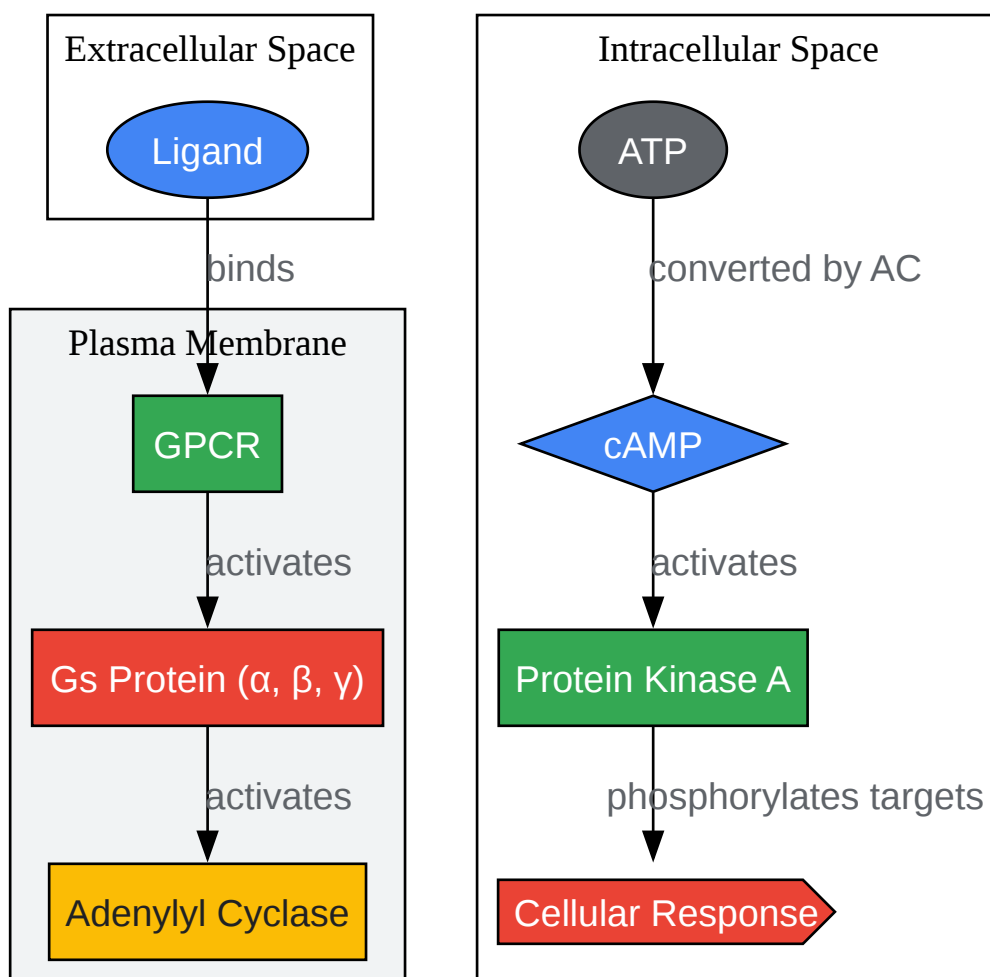 Extracellular Space
Ligand
binds
Plasma Membrane
GPCR
activates
Gs Protein (α, β, γ)
activates
Adenylyl Cyclase
Intracellular Space
ATP
converted by AC
cAMP
activates
Protein Kinase A
phosphorylates targets
Cellular Response